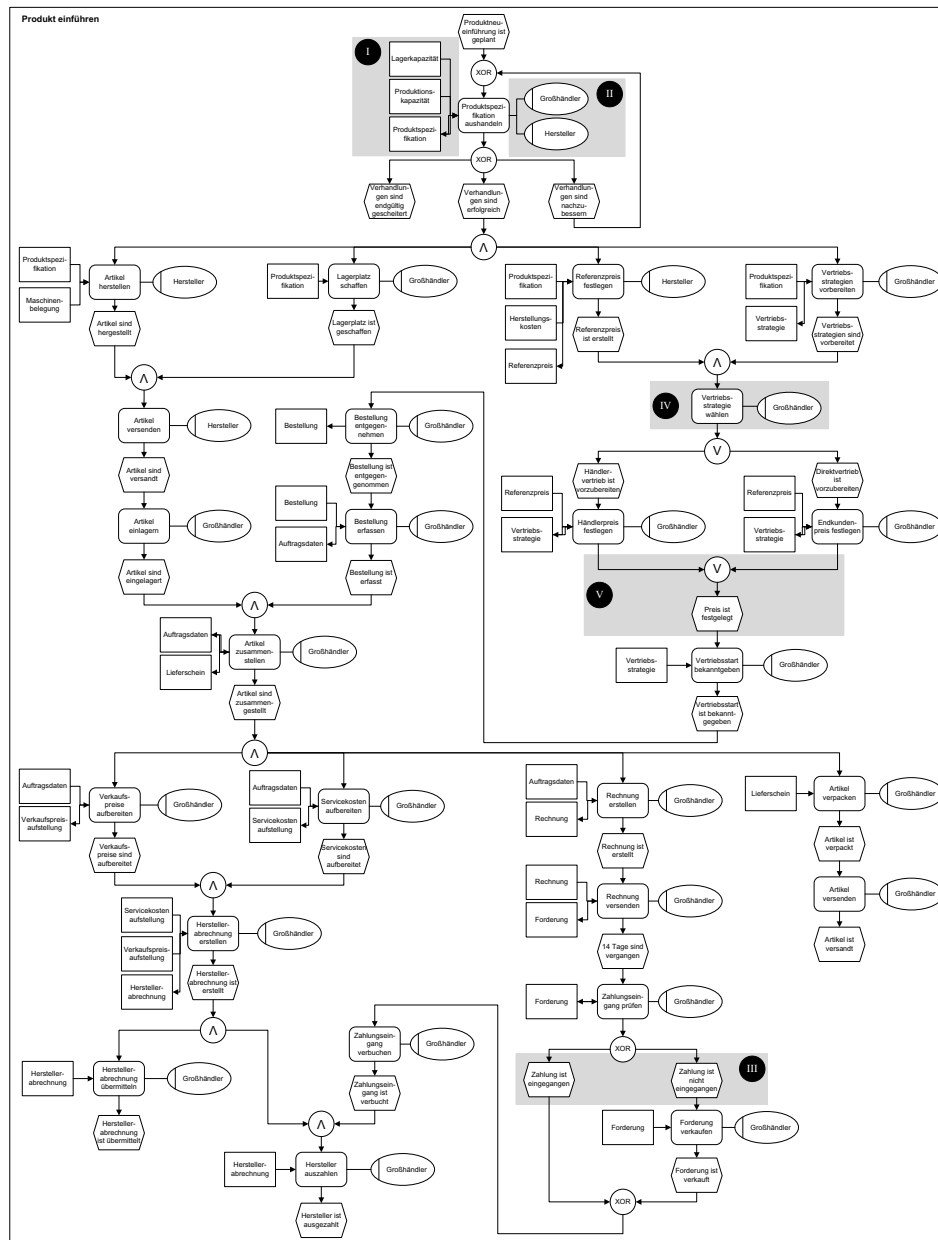 Produkt einführen
Produktneu-
einführung ist
geplant
I
Lagerkapazität
XOR
Produktions-
kapazität
Produktspezi-
fikation
Produktspezi-
fikation
aushandeln
Großhändler
II
Hersteller
XOR
Verhandlun-
gen sind
endgültig
gescheitert
Verhandlun-
gen sind
erfolgreich
Verhandlun-
gen sind
nachzu-
bessern
Λ
Produktspezi-
fikation
Maschinen-
belegung
Artikel
herstellen
Hersteller
Artikel sind
hergestellt
Produktspezi-
fikation
Lagerplatz
schaffen
Großhändler
Lagerplatz ist
geschaffen
Produktspezi-
fikation
Herstellungs-
kosten
Referenzpreis
Referenzpreis
festlegen
Hersteller
Referenzpreis
ist erstellt
Produktspezi-
fikation
Vertriebs-
strategie
Vertriebs-
strategien
vorbereiten
Großhändler
Vertriebs-
strategien sind
vorbereitet
Λ
Λ
Artikel
versenden
Hersteller
Artikel sind
versandt
Artikel
einlagern
Großhändler
Artikel sind
eingelagert
Bestellung
Bestellung
entgegen-
nehmen
Großhändler
Bestellung ist
entgegen-
genommen
Bestellung
Auftragsdaten
Bestellung
erfassen
Großhändler
Bestellung ist
erfasst
IV
Vertriebs-
strategie
wählen
Großhändler
V
Händler-
vertrieb ist
vorzubereiten
Direktvertrieb
ist
vorzubereiten
Referenzpreis
Vertriebs-
strategie
Händlerpreis
festlegen
Großhändler
Referenzpreis
Vertriebs-
strategie
Endkunden-
preis festlegen
Großhändler
V
V
Preis ist
festgelegt
Vertriebs-
strategie
Vertriebsstart
bekanntgeben
Großhändler
Vertriebsstart
ist bekannt-
gegeben
Λ
Auftragsdaten
Lieferschein
Artikel
zusammen-
stellen
Großhändler
Artikel sind
zusammen-
gestellt
Λ
Auftragsdaten
Verkaufspreis-
aufstellung
Verkaufs-
preise
aufbereiten
Großhändler
Verkaufs-
preise sind
aufbereitet
Auftragsdaten
Servicekosten
aufstellung
Servicekosten
aufbereiten
Großhändler
Servicekosten
sind
aufbereitet
Auftragsdaten
Rechnung
Rechnung
erstellen
Großhändler
Rechnung ist
erstellt
Lieferschein
Artikel
verpacken
Großhändler
Artikel ist
verpackt
Λ
Servicekosten
aufstellung
Verkaufspreis-
aufstellung
Hersteller-
abrechnung
Hersteller-
abrechnung
erstellen
Großhändler
Hersteller-
abrechnung ist
erstellt
Rechnung
Forderung
Rechnung
versenden
Großhändler
14 Tage sind
vergangen
Artikel
versenden
Großhändler
Artikel ist
versandt
Forderung
Zahlungsein-
gang prüfen
Großhändler
Λ
Hersteller-
abrechnung
Hersteller-
abrechnung
übermitteln
Großhändler
Hersteller-
abrechnung
ist übermittelt
Zahlungsein-
gang
verbuchen
Großhändler
Zahlungsein-
gang ist
verbucht
XOR
Zahlung ist
eingegangen
Zahlung ist
nicht
eingegangen
III
Forderung
Forderung
verkaufen
Großhändler
Forderung ist
verkauft
Λ
Hersteller-
abrechnung
Hersteller
auszahlen
Großhändler
Hersteller ist
ausgezahlt
XOR